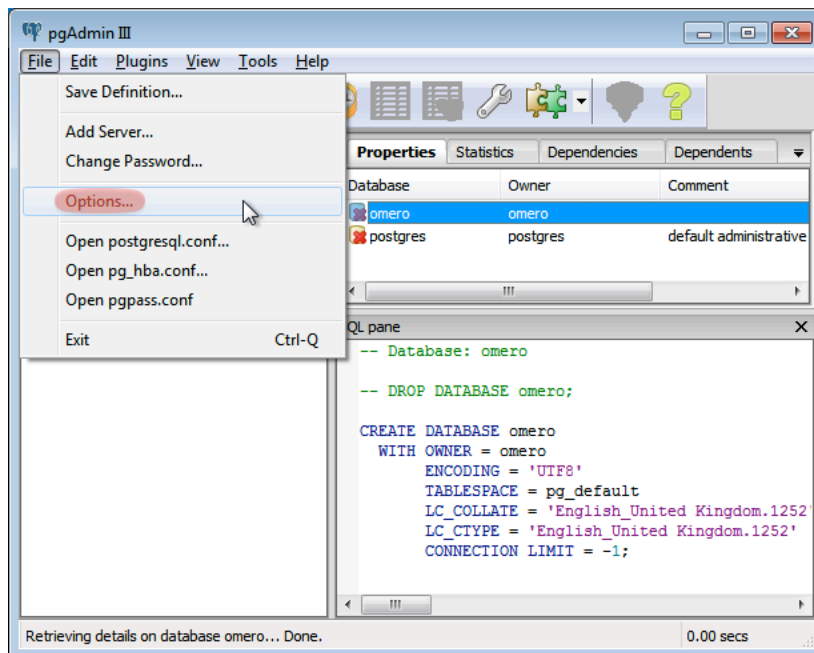 pgAdmin III
File Edit Plugins View Tools Help
Save Definition...
Add Server...
Change Password...
Options...
Open postgresql.conf...
Open pg_hba.conf...
Open pgpass.conf
Exit Ctrl-Q
Properties Statistics Dependencies Dependents
Database Owner Comment
omero omero
postgres postgres default administrative
QL pane
-- Database: omero
-- DROP DATABASE omero;
CREATE DATABASE omero
WITH OWNER = omero
ENCODING = 'UTF8'
TABLESPACE = pg_default
LC_COLLATE = 'English_United Kingdom.1252'
LC_CTYPE = 'English_United Kingdom.1252'
CONNECTION LIMIT = -1;
Retrieving details on database omero... Done. 0.00 secs